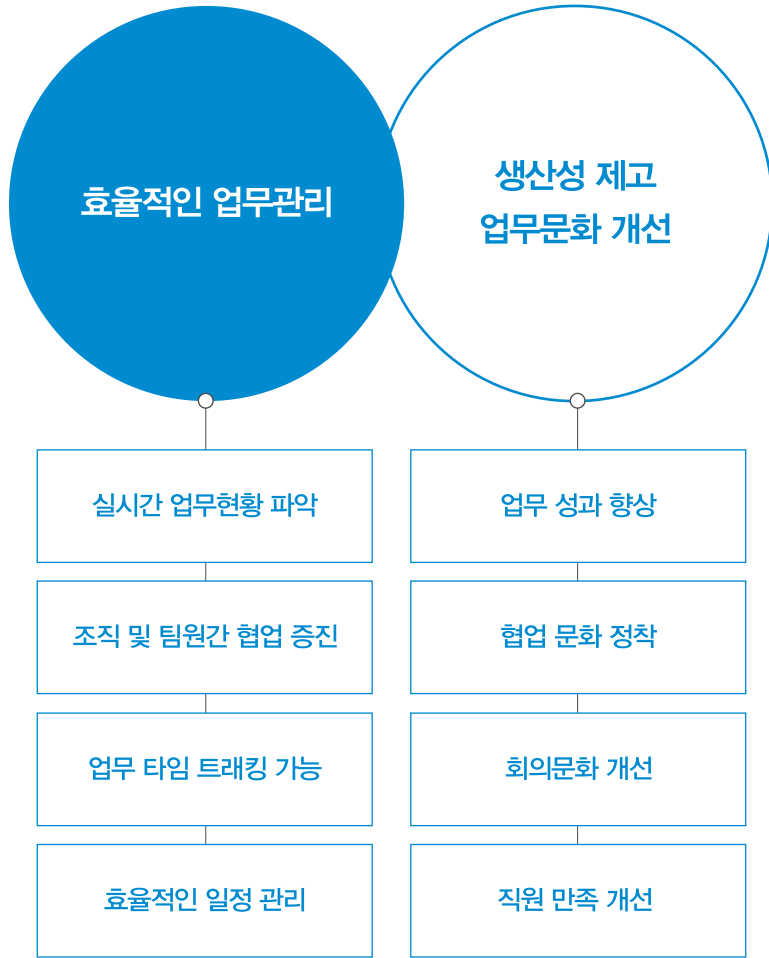 효율적인 업무관리
생산성 제고
업무문화 개선
실시간 업무현황 파악
조직 및 팀원간 협업 증진
업무 타임 트래킹 가능
효율적인 일정 관리
업무 성과 향상
협업 문화 정착
회의문화 개선
직원 만족 개선